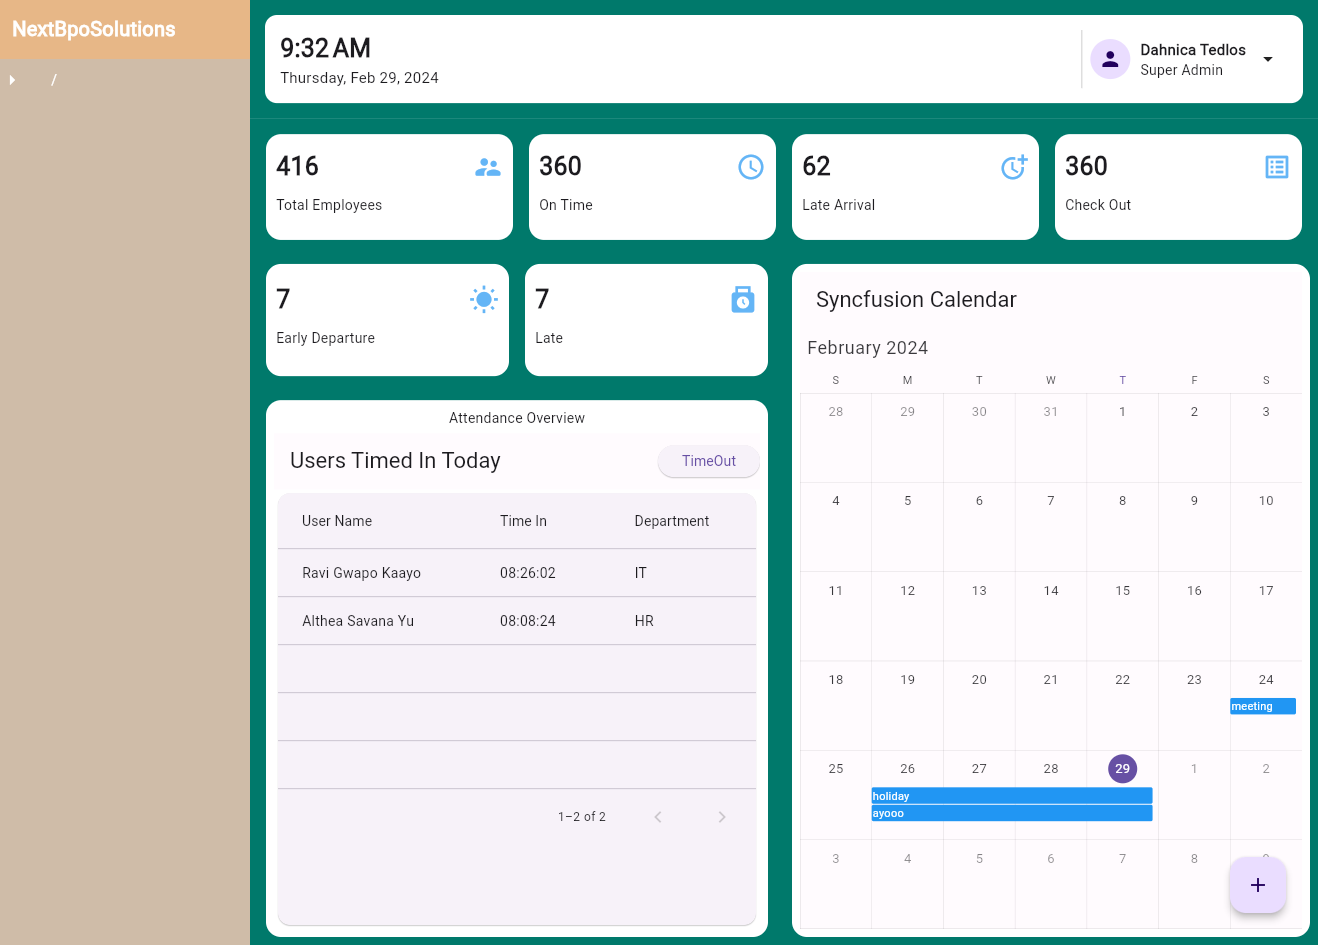 NextBpoSolutions
/
9:32 AM
Thursday, Feb 29, 2024
Dahnica Tedlos
Super Admin
416
Total Employees
360
On Time
62
Late Arrival
360
Check Out
7
Early Departure
7
Late
Attendance Overview
Users Timed In Today
TimeOut
User Name Time In Department
Ravi Gwapo Kaayo 08:26:02 IT
Althea Savana Yu 08:08:24 HR
1–2 of 2
Syncfusion Calendar
February 2024
S M T W T F S
28 29 30 31 1 2 3
4 5 6 7 8 9 10
11 12 13 14 15 16 17
18 19 20 21 22 23 24
meeting
25 26 27 28 29 1 2
holiday
ayooo
3 4 5 6 7 8
+